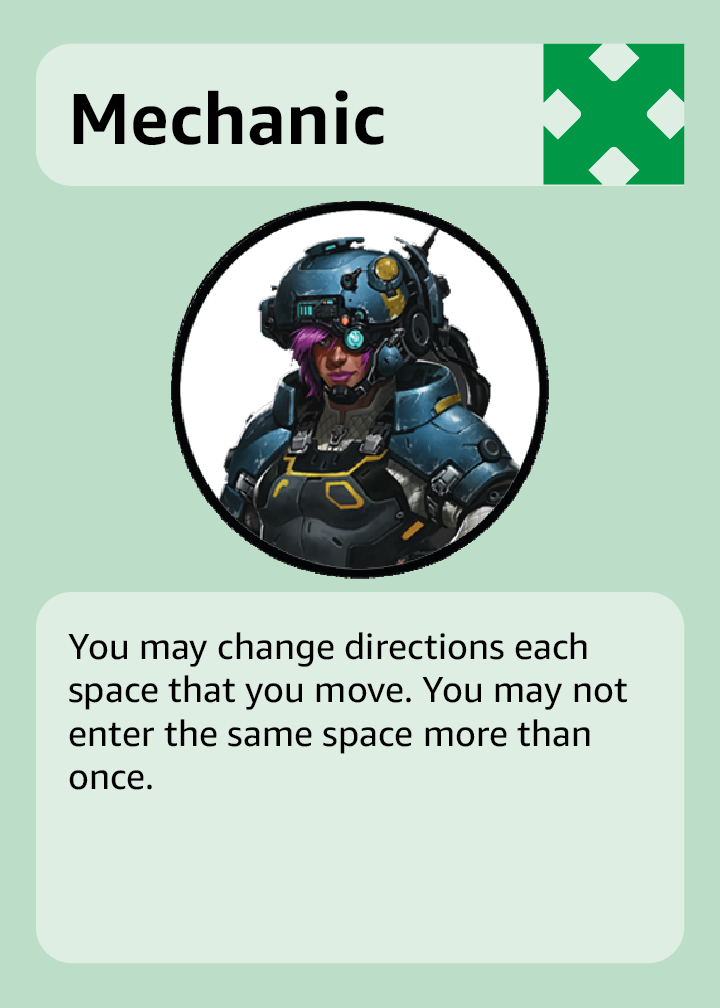 Mechanic
You may change directions each
space that you move. You may not
enter the same space more than
once.